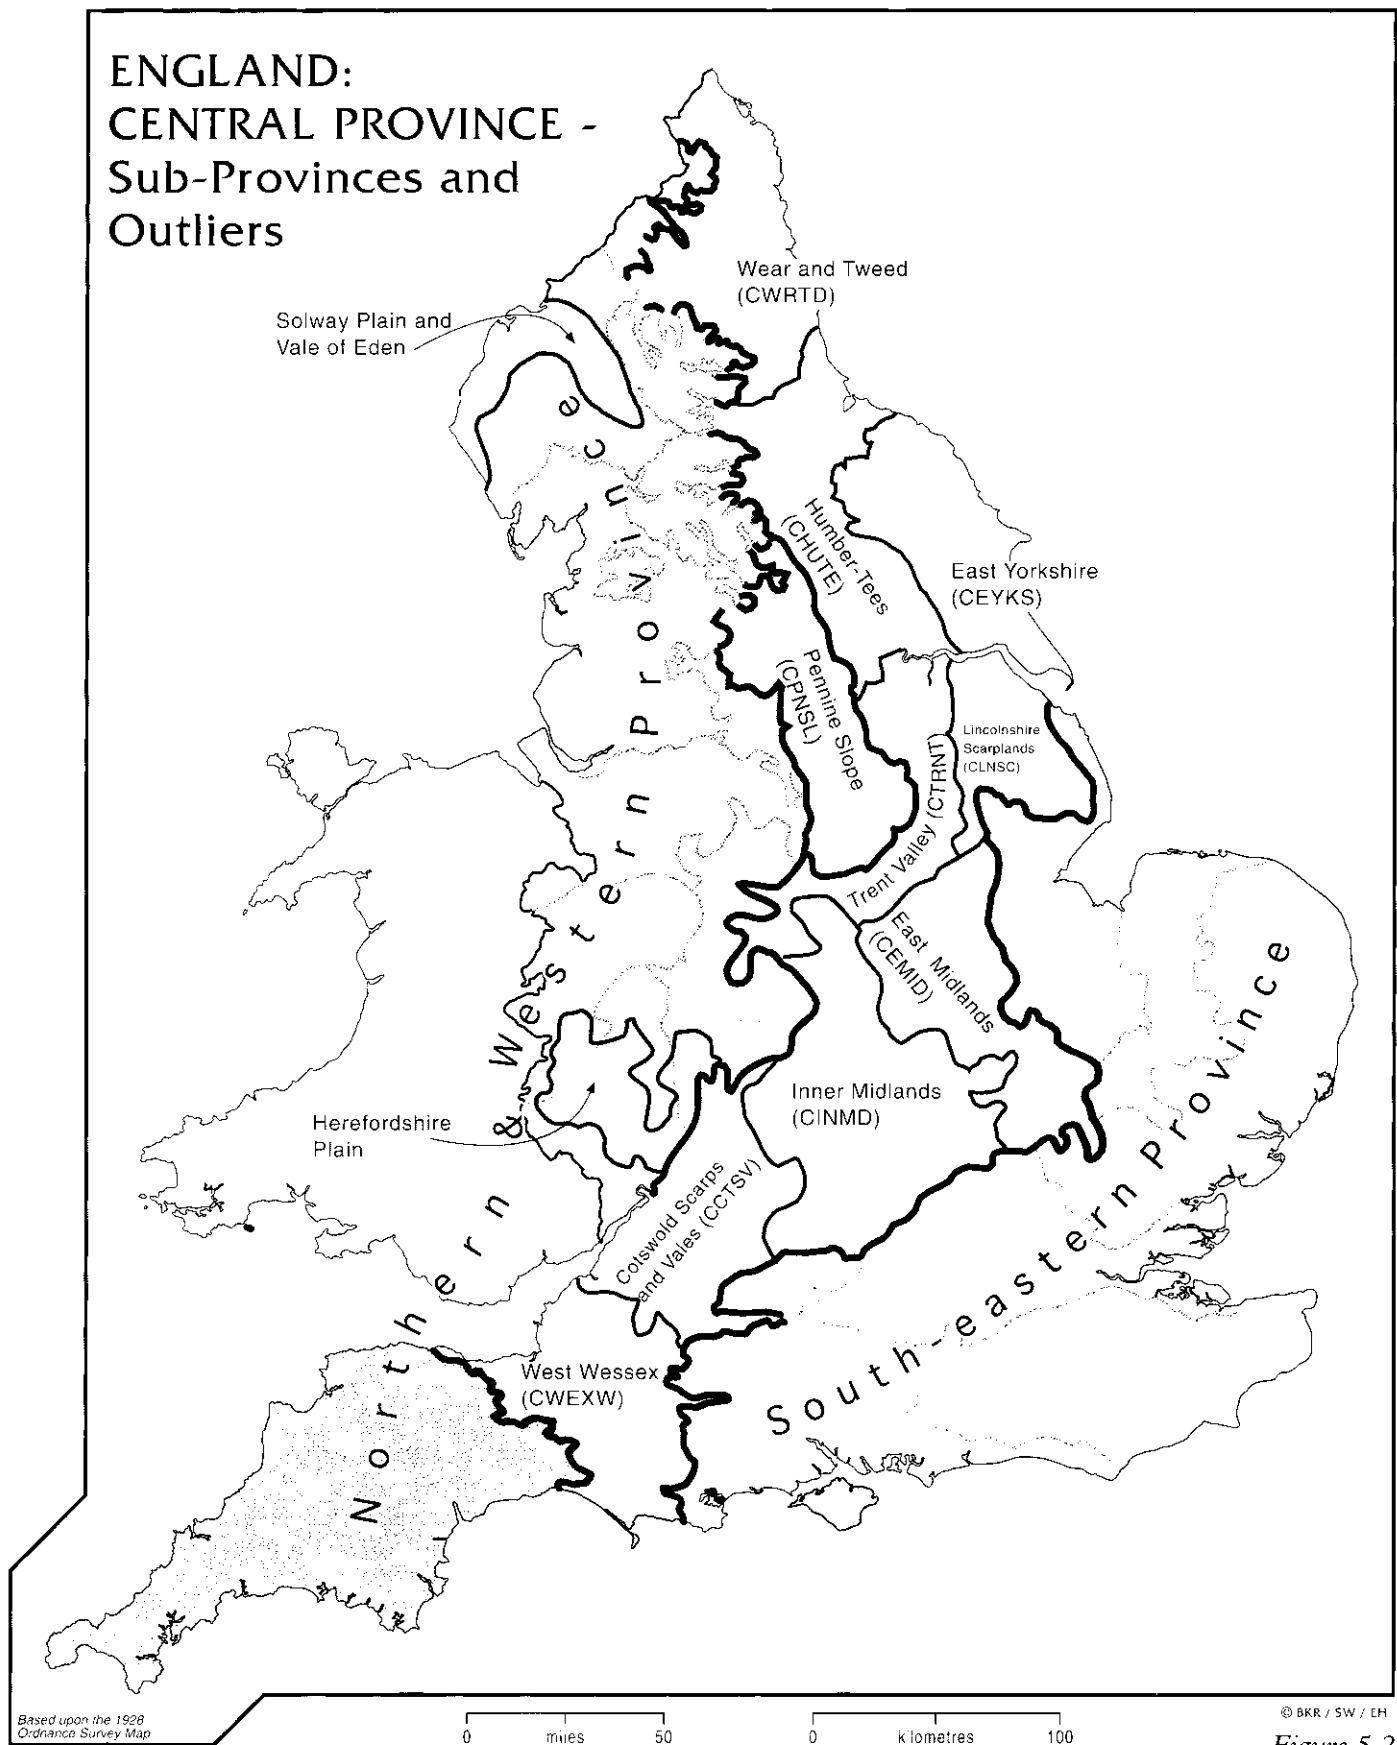 ENGLAND:
CENTRAL PROVINCE -
Sub-Provinces and
Outliers
Wear and Tweed
(CWRTD)
Solway Plain and
Vale of Eden
Humber-Tees
(CHUTE)
East Yorkshire
(CEYKS)
Pennine Slope
(CPNSL)
Lincolnshire
Scarplands
(CLNSC)
Trent Valley (CTRNT)
East Midlands
(CEMID)
Inner Midlands
(CINMD)
Herefordshire
Plain
Cotswold Scarps
and Vales (CCTSV)
West Wessex
(CWEXW)
Northern & Western Province
South-eastern Province
Based upon the 1928
Ordnance Survey Map
0 miles 50
0 kilometres 100
© BKR / SW / EH
Figure 5.2